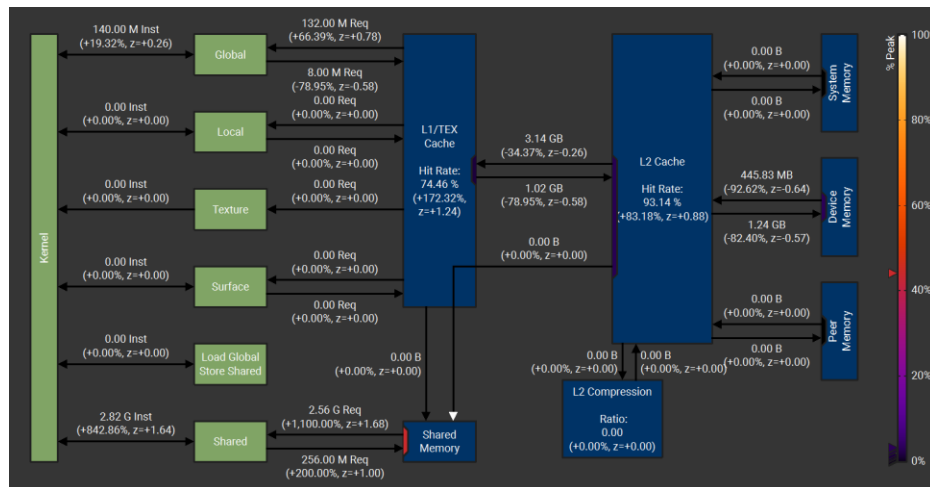 Kernel
140.00 M Inst
(+19.32%, z=+0.26)
Global
132.00 M Req
(+66.39%, z=+0.78)
8.00 M Req
(-78.95%, z=-0.58)
0.00 Inst
(+0.00%, z=+0.00)
Local
0.00 Req
(+0.00%, z=+0.00)
0.00 Req
(+0.00%, z=+0.00)
0.00 Inst
(+0.00%, z=+0.00)
Texture
0.00 Req
(+0.00%, z=+0.00)
0.00 Inst
(+0.00%, z=+0.00)
Surface
0.00 Req
(+0.00%, z=+0.00)
0.00 Req
(+0.00%, z=+0.00)
0.00 Inst
(+0.00%, z=+0.00)
Load Global
Store Shared
2.82 G Inst
(+842.86%, z=+1.64)
Shared
2.56 G Req
(+1,100.00%, z=+1.68)
256.00 M Req
(+200.00%, z=+1.00)
L1/TEX
Cache
Hit Rate:
74.46 %
(+172.32%,
z=+1.24)
0.00 B
(+0.00%, z=+0.00)
Shared
Memory
3.14 GB
(-34.37%, z=-0.26)
1.02 GB
(-78.95%, z=-0.58)
0.00 B
(+0.00%, z=+0.00)
L2 Cache
Hit Rate:
93.14 %
(+83.18%, z=+0.88)
0.00 B
(+0.00%, z=+0.00)
0.00 B
(+0.00%, z=+0.00)
L2 Compression
Ratio:
0.00
(+0.00%, z=+0.00)
0.00 B
(+0.00%, z=+0.00)
0.00 B
(+0.00%, z=+0.00)
System
Memory
445.83 MB
(-92.62%, z=-0.64)
1.24 GB
(-82.40%, z=-0.57)
Device
Memory
0.00 B
(+0.00%, z=+0.00)
0.00 B
(+0.00%, z=+0.00)
Peer
Memory
% Peak
100%
80%
60%
40%
20%
0%